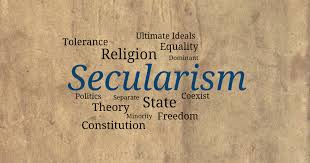 Ultimate Ideals
Tolerance Equality
Religion Dominant
Secularism
Politics Separate State Coexist
Theory Minority Freedom
Constitution